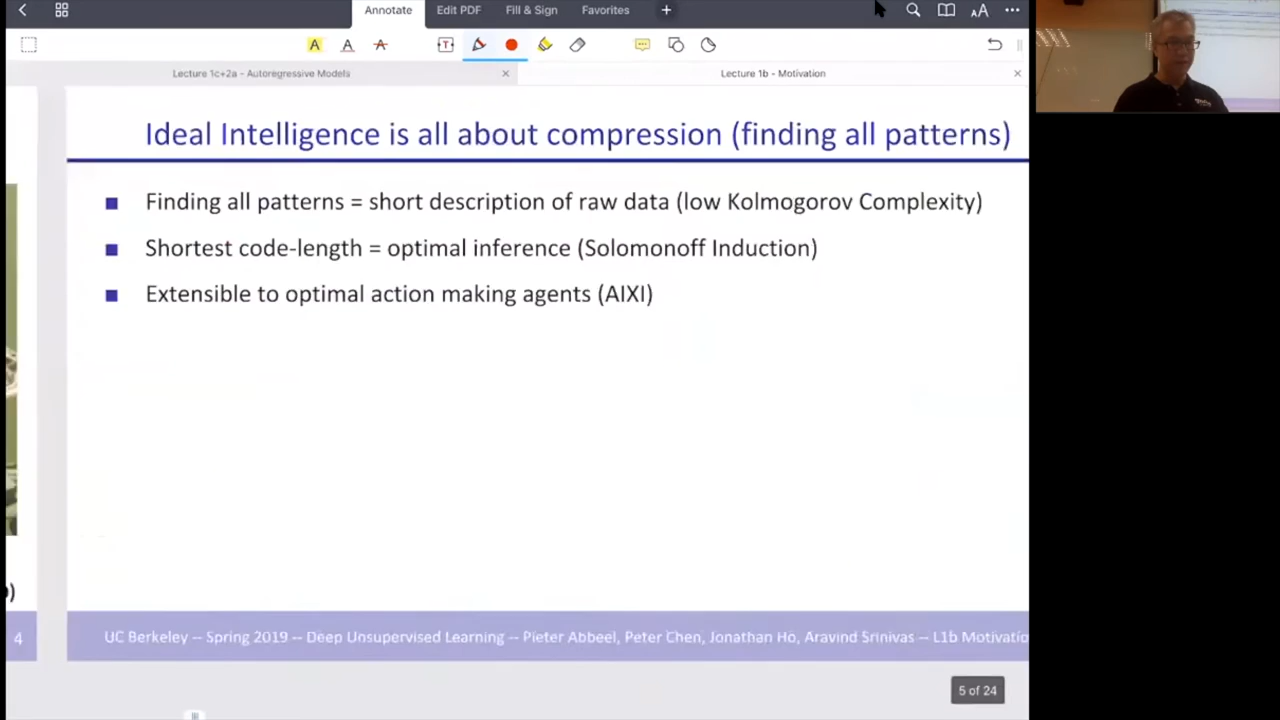 Annotate Edit PDF Fill & Sign Favorites
Lecture 1c+2a - Autoregressive Models
Lecture 1b - Motivation
Ideal Intelligence is all about compression (finding all patterns)
Finding all patterns = short description of raw data (low Kolmogorov Complexity)
Shortest code-length = optimal inference (Solomonoff Induction)
Extensible to optimal action making agents (AIXI)
4
UC Berkeley -- Spring 2019 -- Deep Unsupervised Learning -- Pieter Abbeel, Peter Chen, Jonathan Ho, Aravind Srinivas -- L1b Motivatio
5 of 24